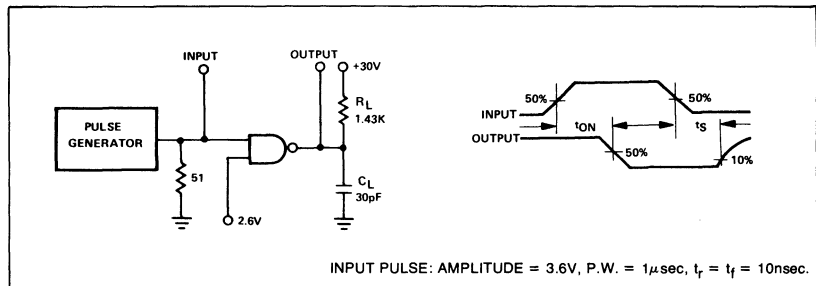 INPUT
OUTPUT
+30V
PULSE
GENERATOR
51
2.6V
R_L
1.43K
C_L
30pF
INPUT
50%
50%
t_ON
t_S
OUTPUT
50%
10%
INPUT PULSE: AMPLITUDE = 3.6V, P.W. = 1μsec, t_r = t_f = 10nsec.